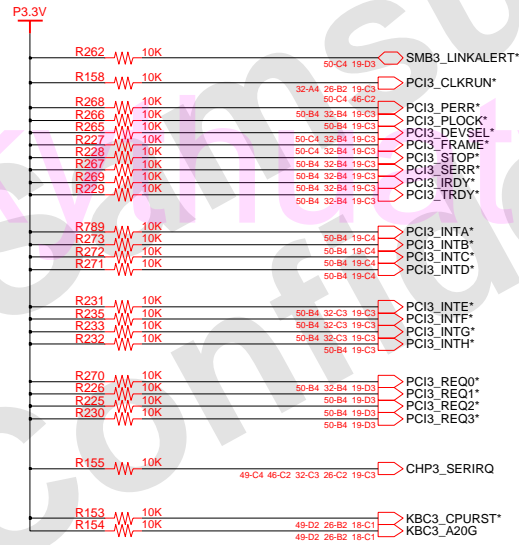 P3.3V
R262 10K SMB3_LINKALERT*
50-C4 19-D3
R158 10K PCI3_CLKRUN*
32-A4 26-B2 19-C3
50-C4 46-C2
R268 10K PCI3_PERR*
50-B4 32-B4 19-C3
R266 10K PCI3_PLOCK*
50-B4 19-C3
R265 10K PCI3_DEVSEL*
50-C4 32-B4 19-C3
R227 10K PCI3_FRAME*
50-C4 32-B4 19-C3
R228 10K PCI3_STOP*
50-B4 32-B4 19-C3
R267 10K PCI3_SERR*
50-B4 32-B4 19-C3
R269 10K PCI3_IRDY*
50-B4 32-B4 19-C3
R229 10K PCI3_TRDY*
50-B4 32-B4 19-C3
R789 10K PCI3_INTA*
50-B4 19-C4
R273 10K PCI3_INTB*
50-B4 19-C4
R272 10K PCI3_INTC*
50-B4 19-C4
R271 10K PCI3_INTD*
50-B4 19-C4
R231 10K PCI3_INTE*
50-B4 32-C3 19-C3
R235 10K PCI3_INTF*
50-B4 32-C3 19-C3
R233 10K PCI3_INTG*
50-B4 32-C3 19-C3
R232 10K PCI3_INTH*
50-B4 19-C3
R270 10K PCI3_REQ0*
50-B4 32-B4 19-D3
R226 10K PCI3_REQ1*
50-B4 19-D3
R225 10K PCI3_REQ2*
50-B4 19-D3
R230 10K PCI3_REQ3*
50-B4 19-D3
R155 10K CHP3_SERIRQ
49-C4 46-C2 32-C3 26-C2 19-C3
R153 10K KBC3_CPURST*
49-D2 26-B2 18-C1
R154 10K KBC3_A20G
49-D2 26-B2 18-C1